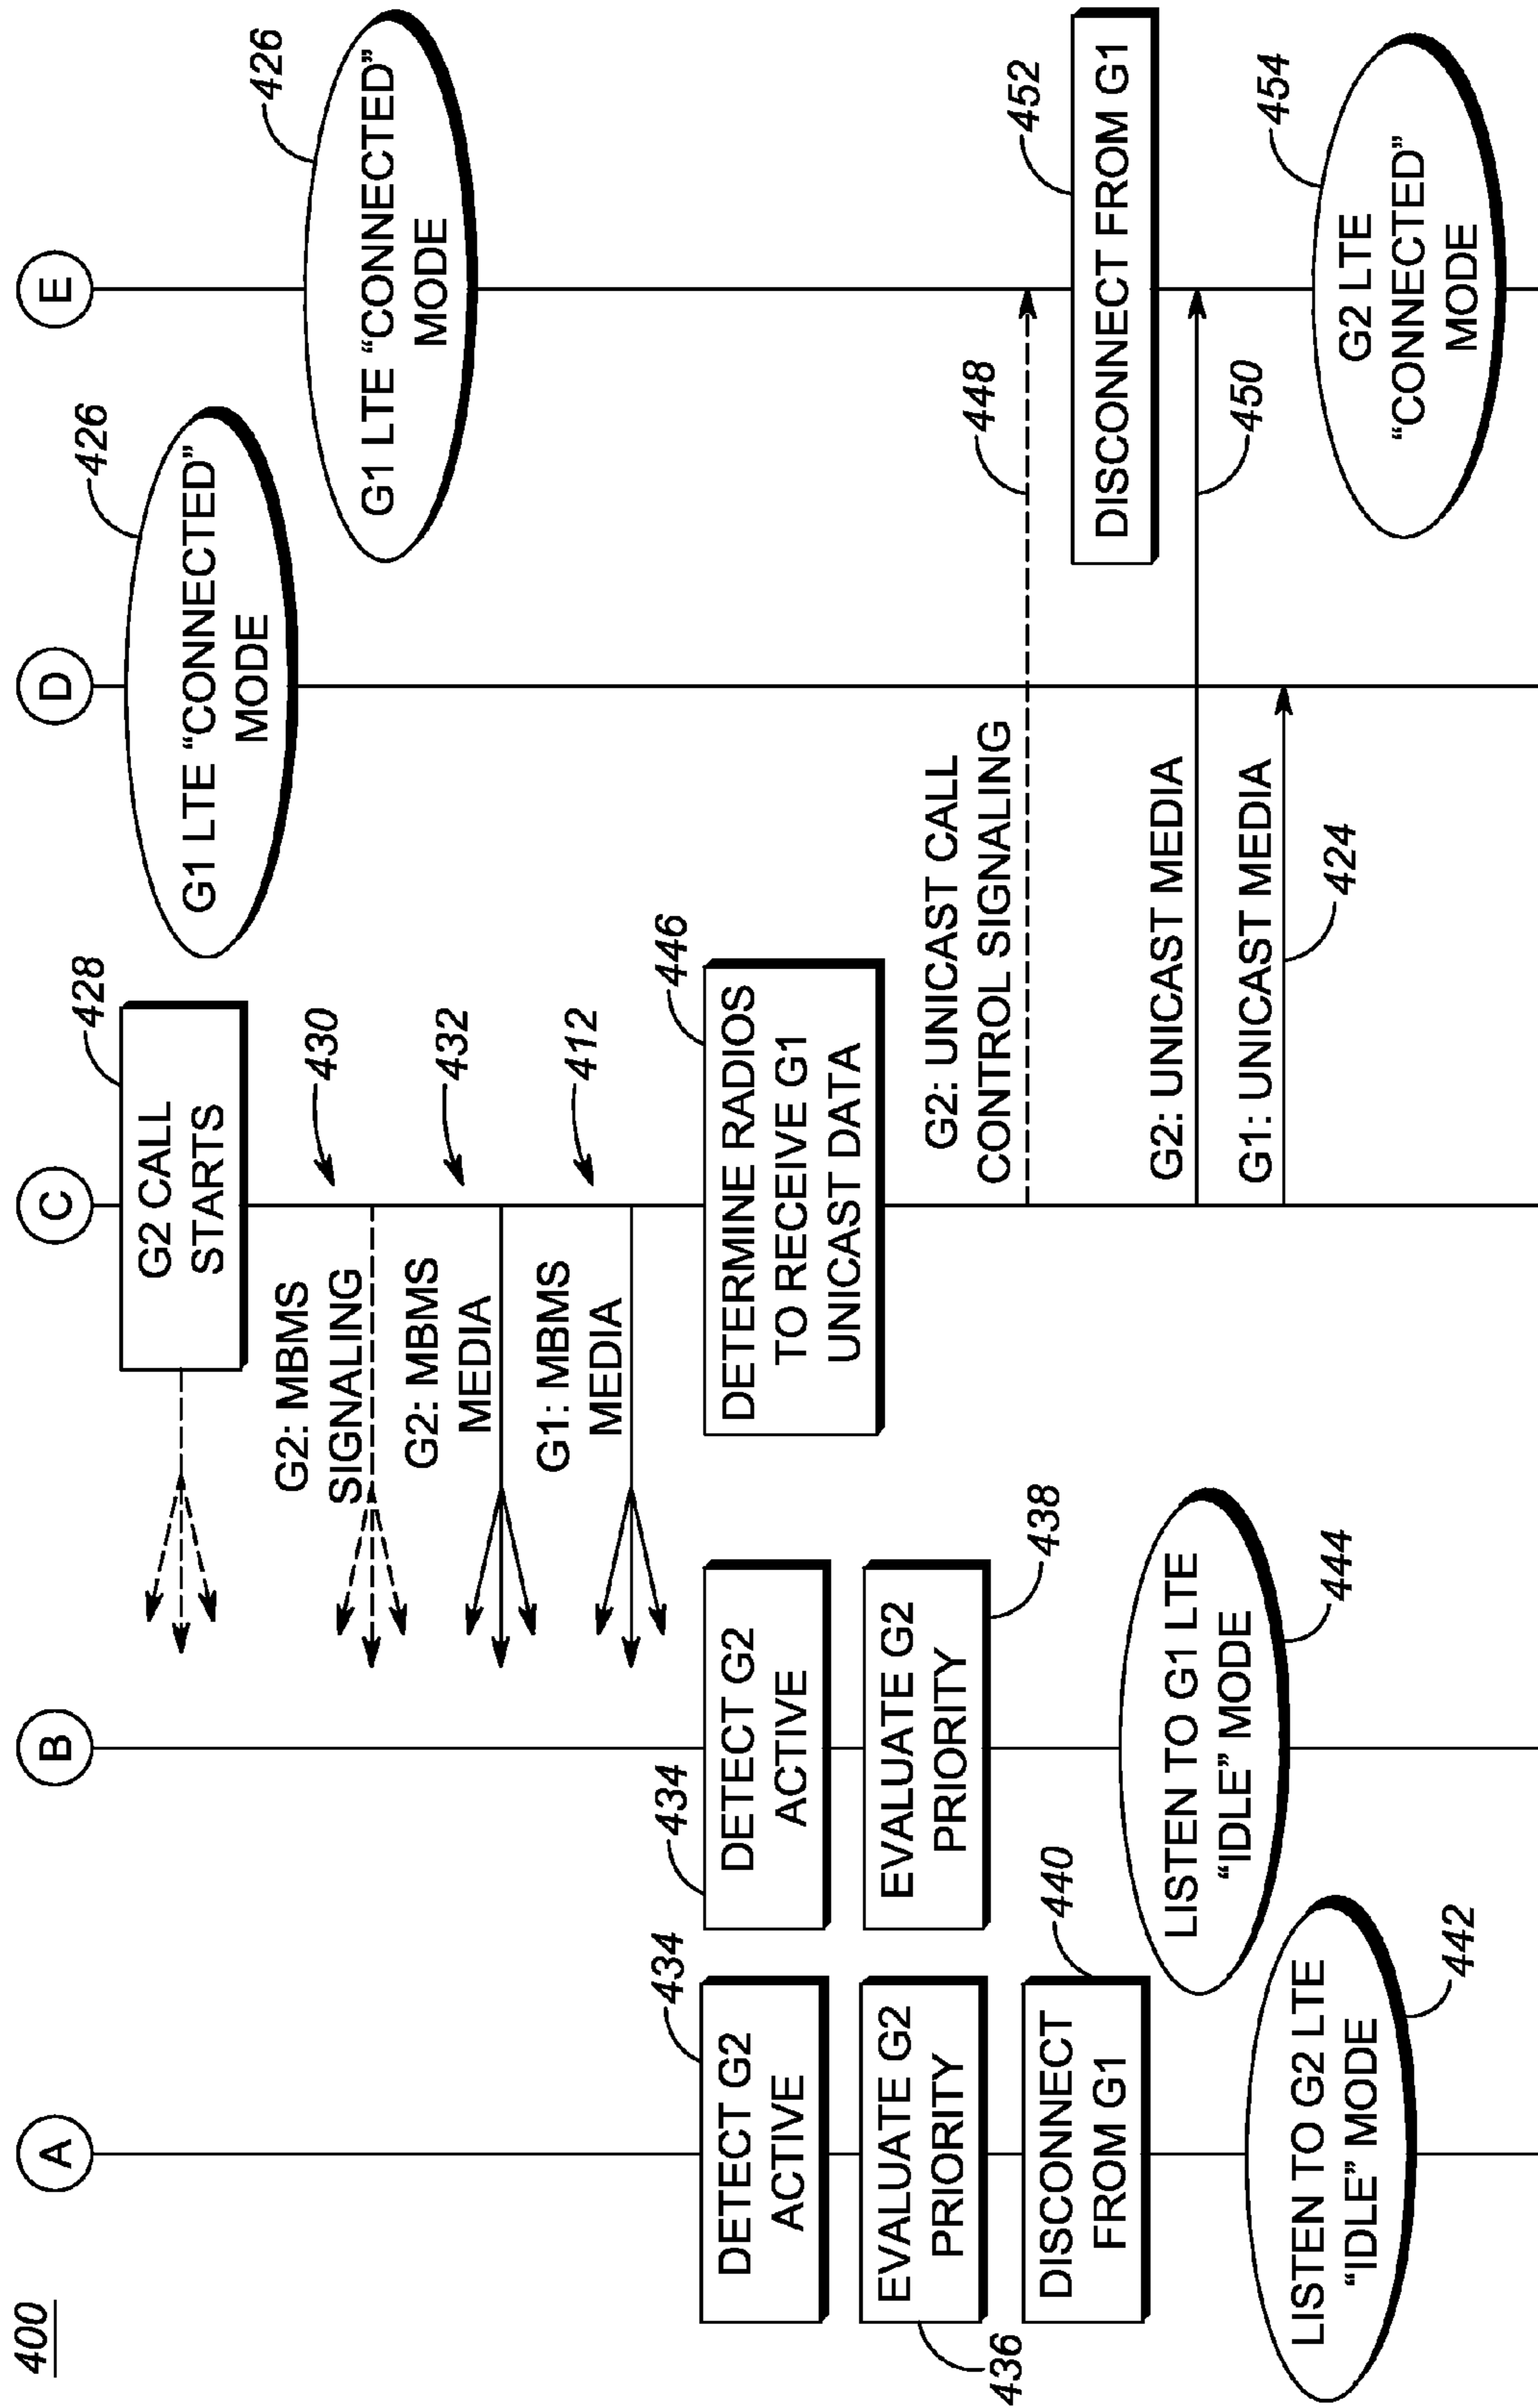 400
A
B
C
D
E
G1 LTE “CONNECTED”
MODE
426
G1 LTE “CONNECTED”
MODE
426
G2 CALL
STARTS
428
G2: MBMS
SIGNALING
430
G2: MBMS
MEDIA
432
G1: MBMS
MEDIA
412
DETECT G2
ACTIVE
434
DETECT G2
ACTIVE
434
DETERMINE RADIOS
TO RECEIVE G1
UNICAST DATA
446
EVALUATE G2
PRIORITY
436
EVALUATE G2
PRIORITY
438
G2: UNICAST CALL
CONTROL SIGNALING
448
DISCONNECT
FROM G1
440
DISCONNECT FROM G1
452
LISTEN TO G1 LTE
“IDLE” MODE
444
G2: UNICAST MEDIA
450
G1: UNICAST MEDIA
424
LISTEN TO G2 LTE
“IDLE” MODE
442
G2 LTE
“CONNECTED”
MODE
454